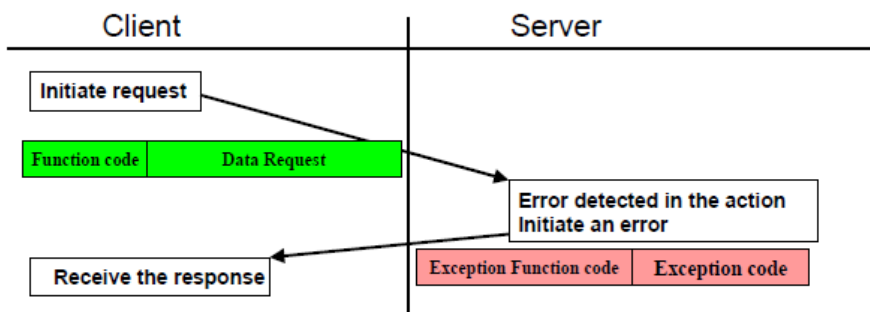 Client
Server
Initiate request
Function code
Data Request
Error detected in the action
Initiate an error
Receive the response
Exception Function code
Exception code